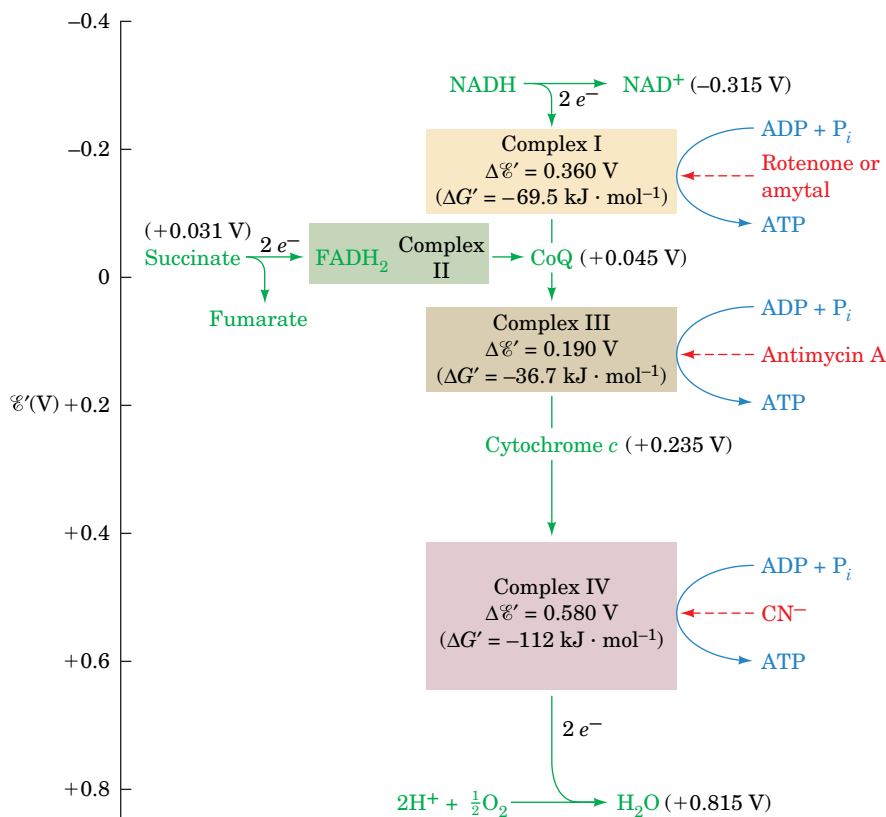 −0.4
NADH NAD⁺ (−0.315 V)
2 e⁻
Complex I
Δℰ′ = 0.360 V
(ΔG′ = −69.5 kJ · mol⁻¹)
ADP + Pᵢ
Rotenone or
amytal
ATP
−0.2
(+0.031 V)
Succinate
2 e⁻
FADH₂
Complex
II
CoQ (+0.045 V)
Fumarate
0
Complex III
Δℰ′ = 0.190 V
(ΔG′ = −36.7 kJ · mol⁻¹)
ADP + Pᵢ
Antimycin A
ATP
ℰ′(V) +0.2
Cytochrome c (+0.235 V)
+0.4
Complex IV
Δℰ′ = 0.580 V
(ΔG′ = −112 kJ · mol⁻¹)
ADP + Pᵢ
CN⁻
ATP
+0.6
2 e⁻
+0.8
2H⁺ + ½O₂ H₂O (+0.815 V)